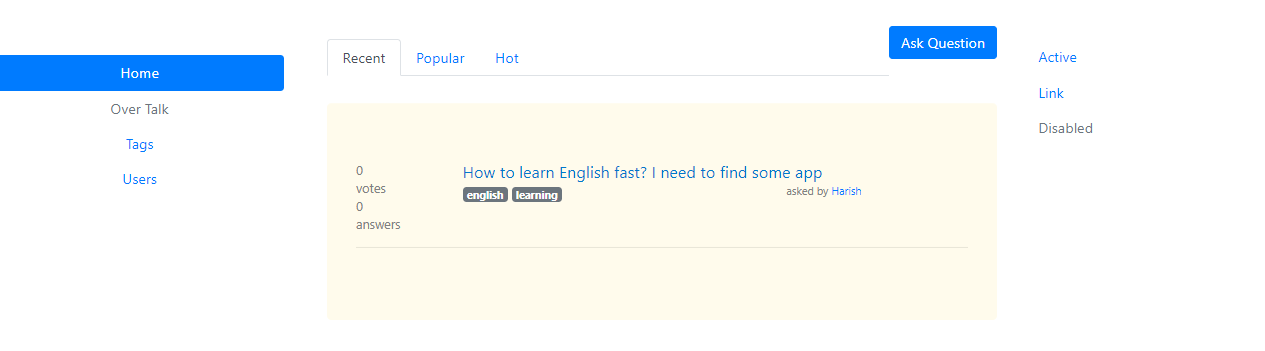 Home
Over Talk
Tags
Users
Recent Popular Hot
Ask Question
0
votes
0
answers
How to learn English fast? I need to find some app
english learning
asked by Harish
Active
Link
Disabled